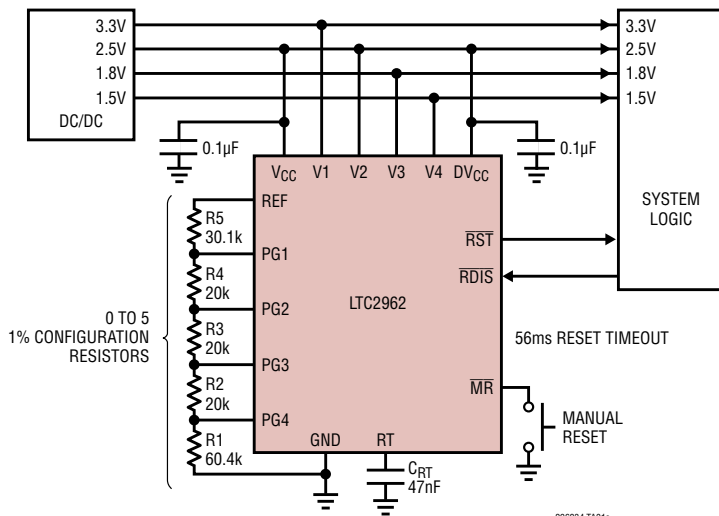 3.3V
2.5V
1.8V
1.5V
DC/DC
3.3V
2.5V
1.8V
1.5V
SYSTEM
LOGIC
0.1µF
0.1µF
VCC
V1
V2
V3
V4
DVCC
REF
R5
30.1k
PG1
R4
20k
PG2
R3
20k
PG3
R2
20k
PG4
R1
60.4k
0 TO 5
1% CONFIGURATION
RESISTORS
LTC2962
RST
RDIS
56ms RESET TIMEOUT
MR
MANUAL
RESET
GND
RT
CRT
47nF